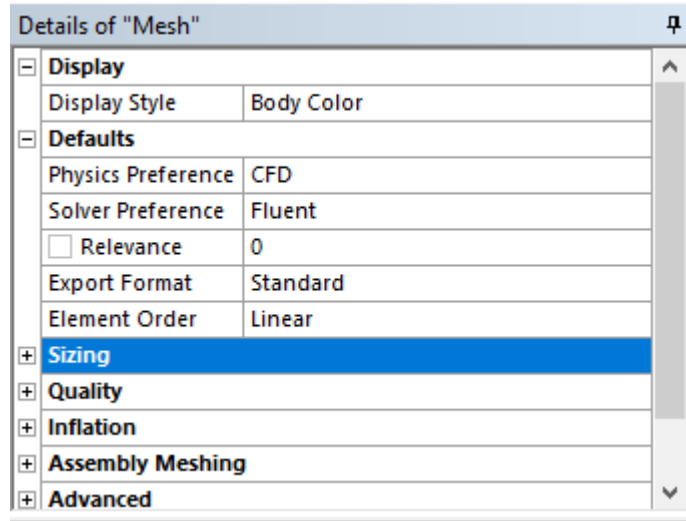 Details of "Mesh"
Display
Display Style Body Color
Defaults
Physics Preference CFD
Solver Preference Fluent
Relevance 0
Export Format Standard
Element Order Linear
Sizing
Quality
Inflation
Assembly Meshing
Advanced